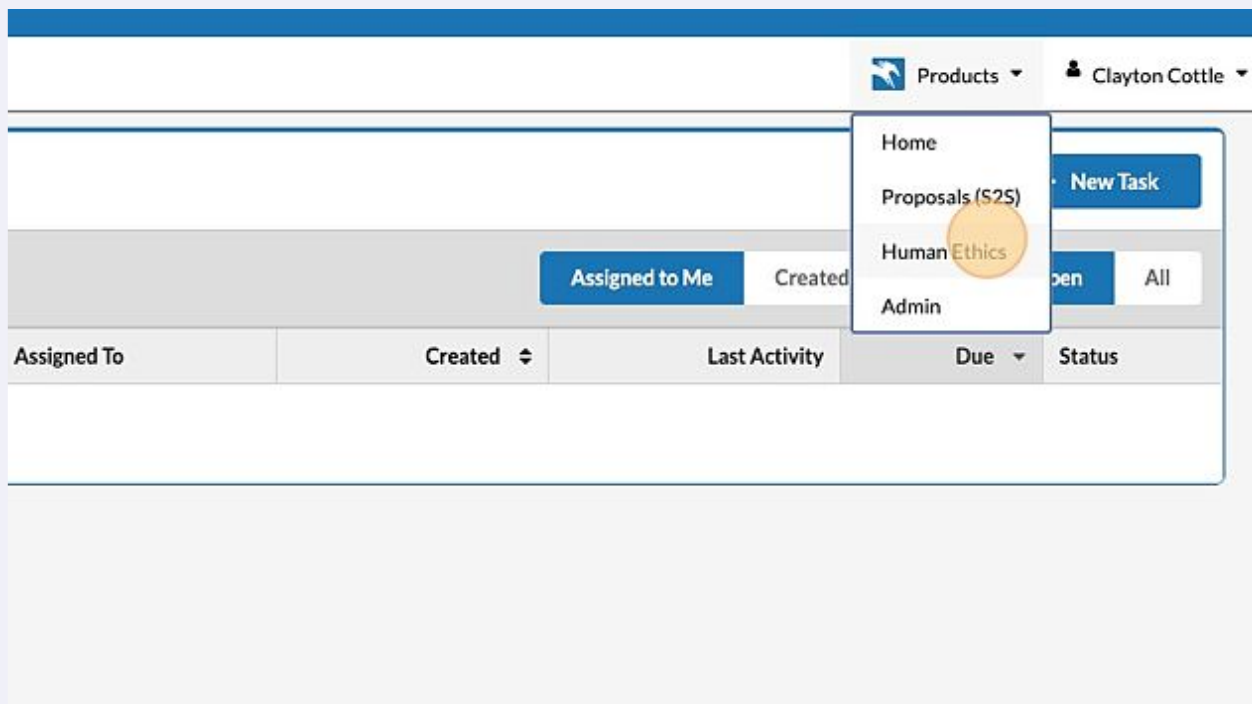 Products Clayton Cottle
Home
New Task
Proposals (S2S)
Human Ethics
Assigned to Me Created All
Admin
Assigned To Created Last Activity Due Status